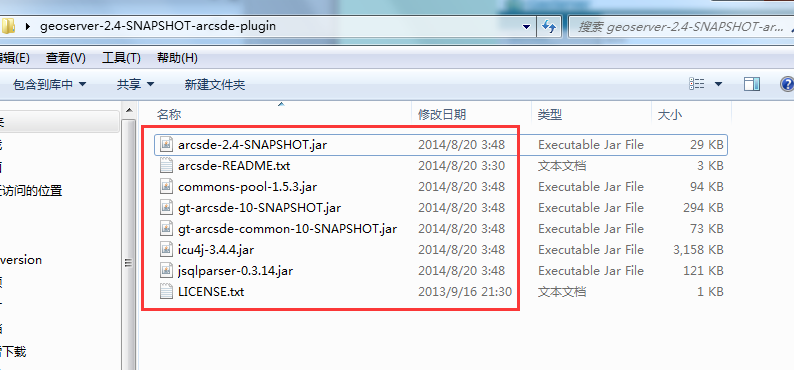 geoserver-2.4-SNAPSHOT-arcsde-plugin
搜索 geoserver-2.4-SNAPSHOT-ar...
编辑(E) 查看(V) 工具(T) 帮助(H)
包含到库中 共享 新建文件夹
名称 修改日期 类型 大小
arcsde-2.4-SNAPSHOT.jar 2014/8/20 3:48 Executable Jar File 29 KB
arcsde-README.txt 2014/8/20 3:30 文本文档 3 KB
commons-pool-1.5.3.jar 2014/8/20 3:48 Executable Jar File 94 KB
gt-arcsde-10-SNAPSHOT.jar 2014/8/20 3:48 Executable Jar File 294 KB
gt-arcsde-common-10-SNAPSHOT.jar 2014/8/20 3:48 Executable Jar File 73 KB
icu4j-3.4.4.jar 2014/8/20 3:48 Executable Jar File 3,158 KB
jsqlparser-0.3.14.jar 2014/8/20 3:48 Executable Jar File 121 KB
LICENSE.txt 2013/9/16 21:30 文本文档 1 KB
访问的位置
version
下载